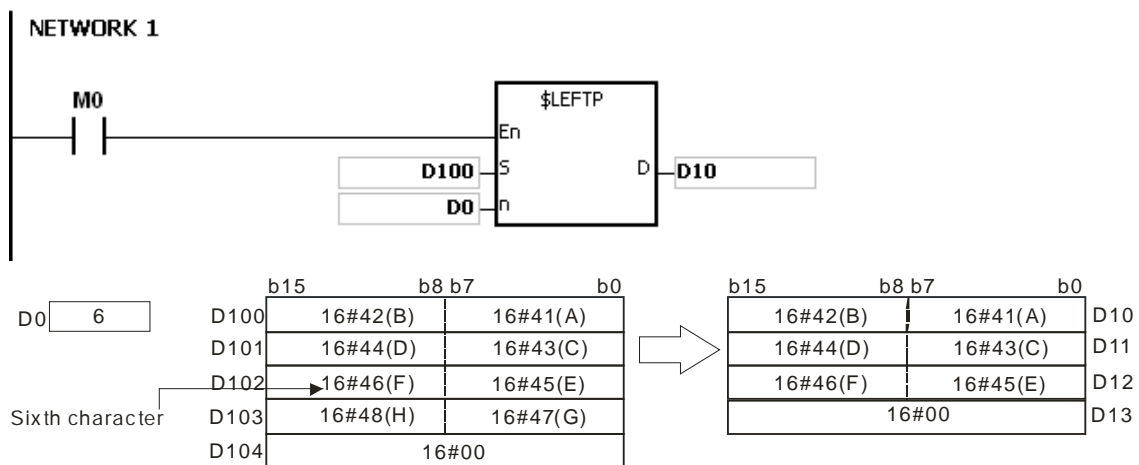 NETWORK 1
M0
$LEFTP
En
D100 S D D10
D0 n
b15 b8 b7 b0 b15 b8 b7 b0
D0 6 D100 16#42(B) 16#41(A) 16#42(B) 16#41(A) D10
D101 16#44(D) 16#43(C) 16#44(D) 16#43(C) D11
D102 16#46(F) 16#45(E) 16#46(F) 16#45(E) D12
Sixth character D103 16#48(H) 16#47(G) 16#00 D13
D104 16#00